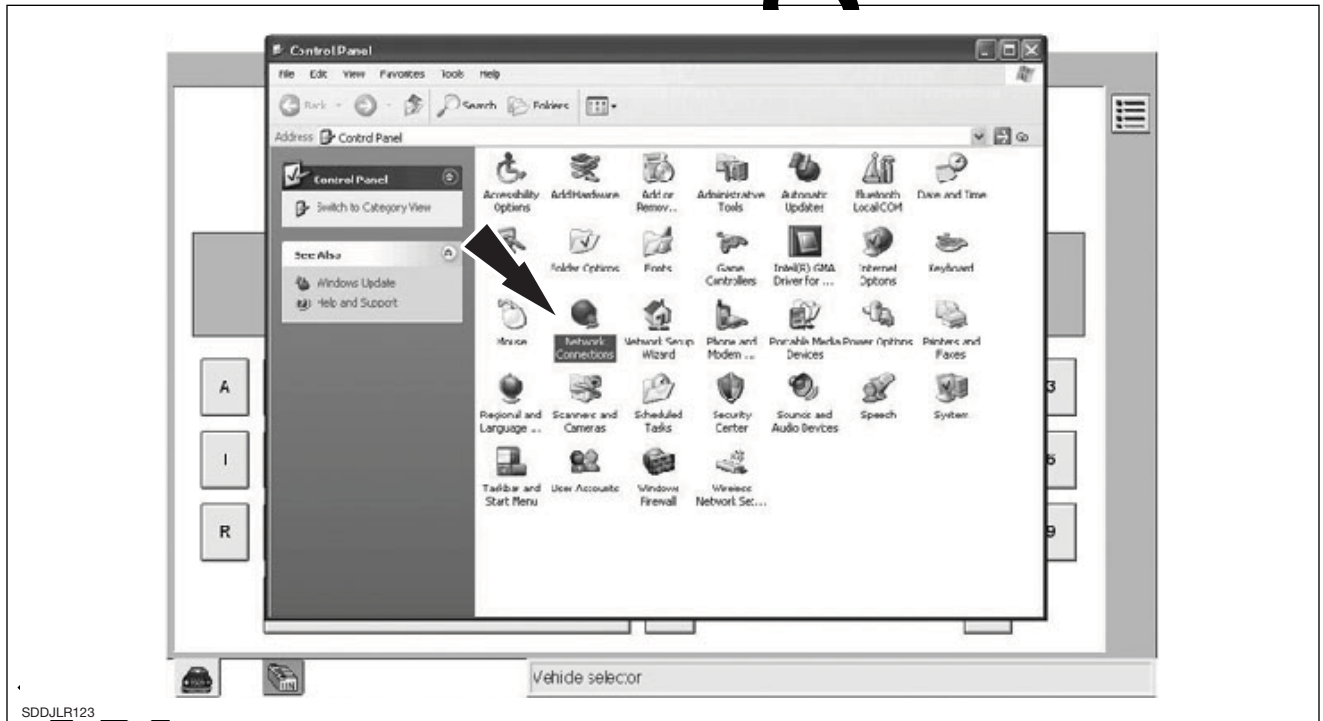 Control Panel
File Edit View Favorites Tools Help
Back Search Folders
Address Control Panel
Control Panel
Switch to Category View
See Also
Windows Update
Help and Support
Accessibility Options
Add Hardware
Add or Remov...
Administrative Tools
Automatic Updates
Bluetooth Local COM
Date and Time
Folder Options
Fonts
Game Controllers
Intel(R) GMA Driver for ...
Internet Options
Keyboard
Mouse
Network Connections
Network Setup Wizard
Phone and Modem ...
Portable Media Devices
Power Options
Printers and Faxes
Regional and Language ...
Scanners and Cameras
Scheduled Tasks
Security Center
Sounds and Audio Devices
Speech
System
Taskbar and Start Menu
User Accounts
Windows Firewall
Wireless Network Set...
A
3
I
R
9
VIN
Vehicle selector
SDDJLR123